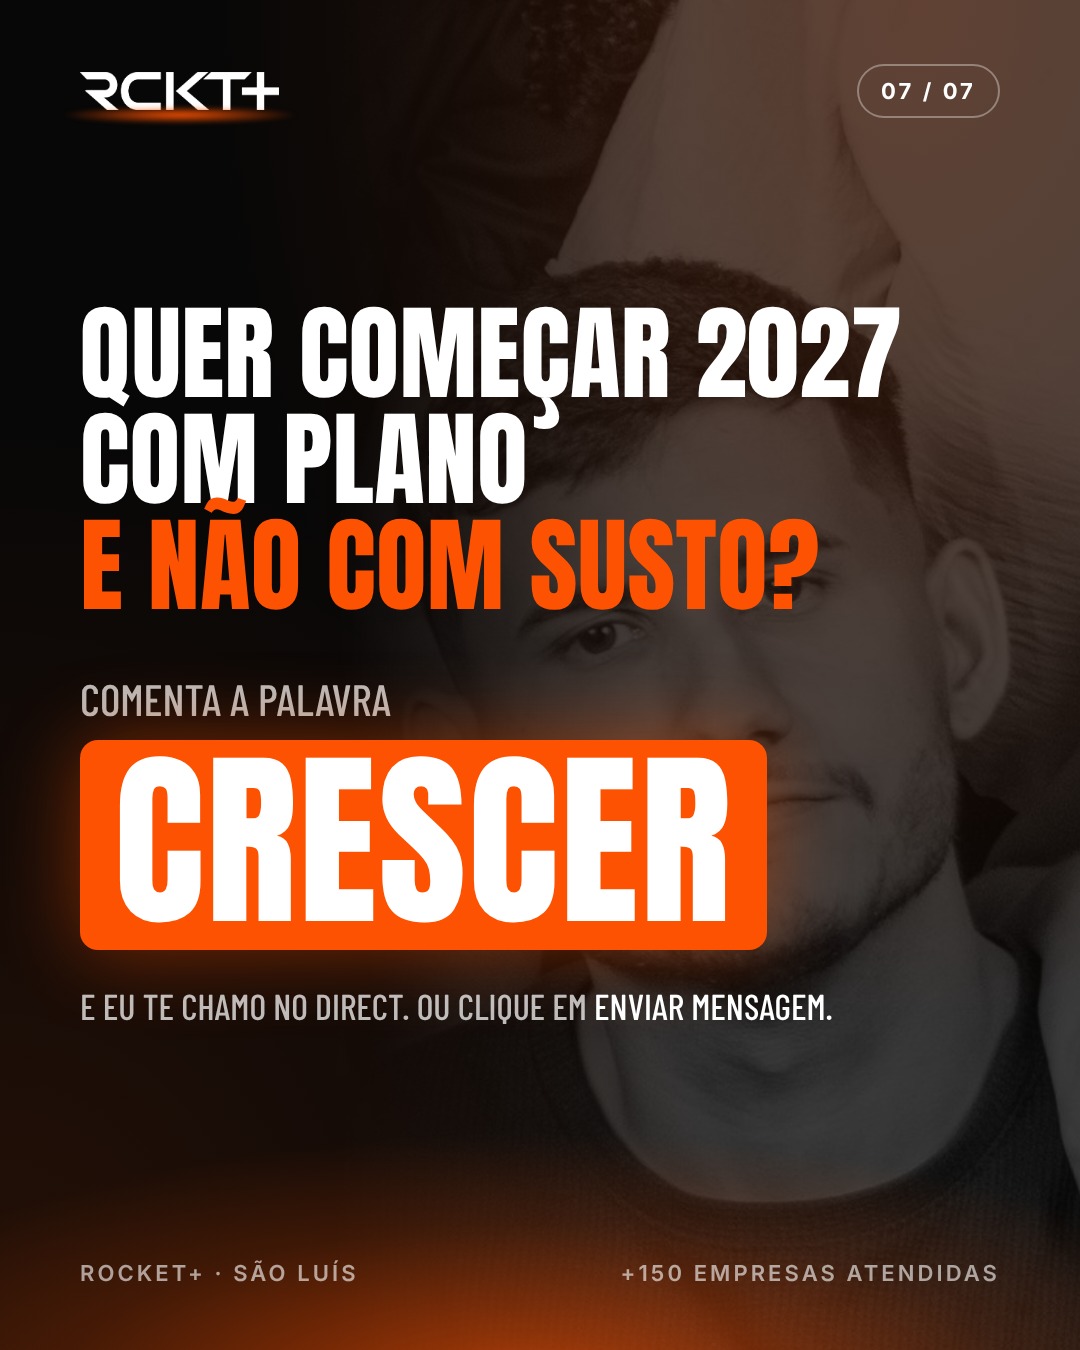 RCKT+
07 / 07
QUER COMEÇAR 2027
COM PLANO
E NÃO COM SUSTO?
COMENTA A PALAVRA
CRESCER
E EU TE CHAMO NO DIRECT. OU CLIQUE EM ENVIAR MENSAGEM.
ROCKET+ · SÃO LUÍS
+150 EMPRESAS ATENDIDAS